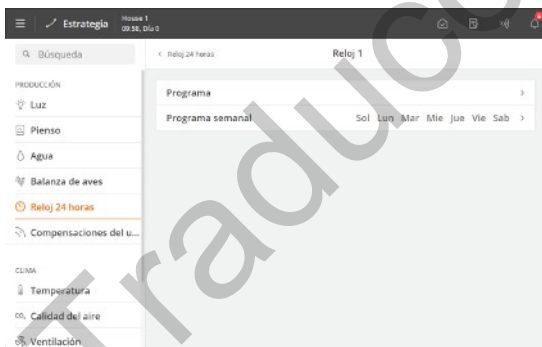 Estrategia
House 1
09:58, Día 0
Búsqueda
< Reloj 24 horas
Reloj 1
PRODUCCIÓN
Luz
Pienso
Agua
Balanza de aves
Reloj 24 horas
Compensaciones del u...
CLIMA
Temperatura
CO₂ Calidad del aire
Ventilación
Programa >
Programa semanal Sol Lun Mar Mie Jue Vie Sab >
Traduc